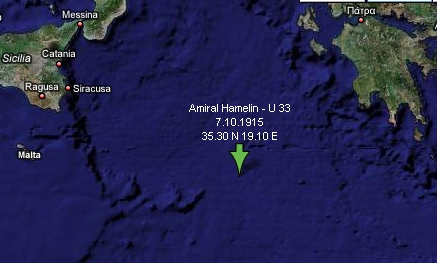 Messina
Πάτρα
Sicilia
Catania
Ragusa
Siracusa
Amiral Hamelin - U 33
7.10.1915
35.30 N 19.10 E
Malta